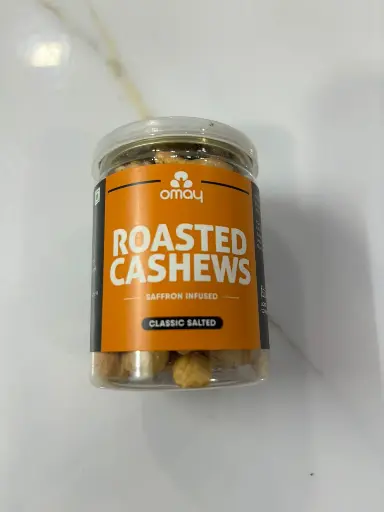 omay
ROASTED
CASHEWS
SAFFRON INFUSED
CLASSIC SALTED